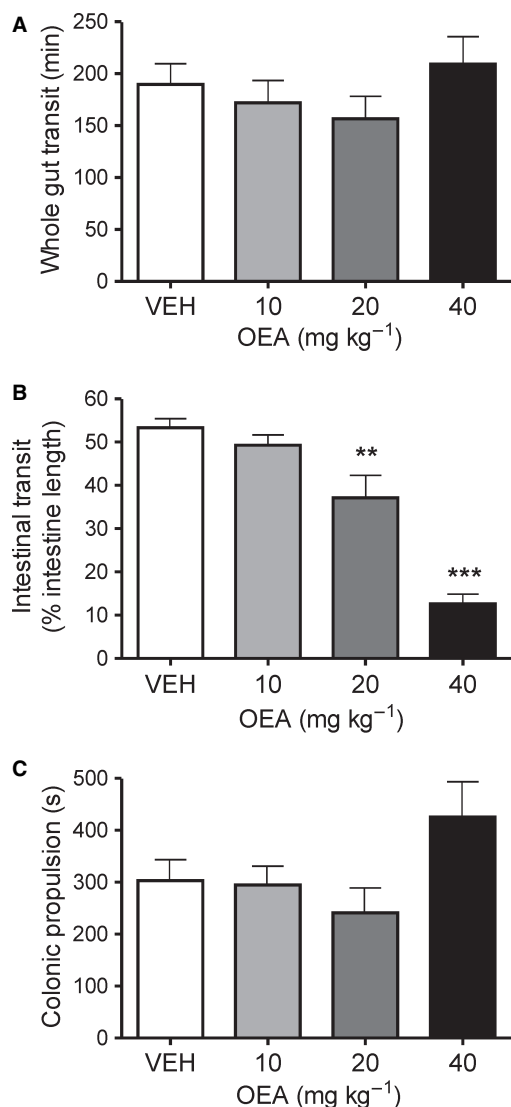 A
Whole gut transit (min)
250
200
150
100
50
0
VEH 10 20 40
OEA (mg kg⁻¹)
B
Intestinal transit
(% intestine length)
60
50
40
30
20
10
0
**
***
VEH 10 20 40
OEA (mg kg⁻¹)
C
Colonic propulsion (s)
500
400
300
200
100
0
VEH 10 20 40
OEA (mg kg⁻¹)